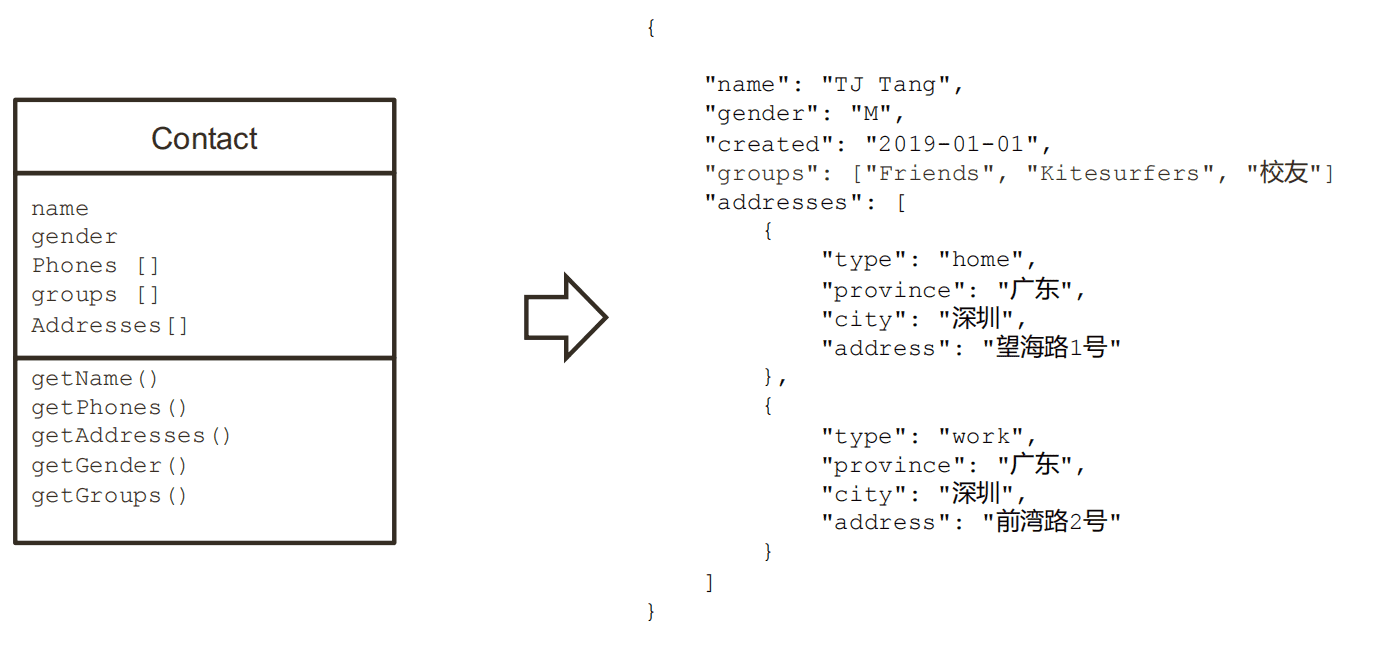 Contact
name
gender
Phones []
groups []
Addresses[]
getName()
getPhones()
getAddresses()
getGender()
getGroups()
{
"name": "TJ Tang",
"gender": "M",
"created": "2019-01-01",
"groups": ["Friends", "Kitesurfers", "校友"]
"addresses": [
{
"type": "home",
"province": "广东",
"city": "深圳",
"address": "望海路1号"
},
{
"type": "work",
"province": "广东",
"city": "深圳",
"address": "前湾路2号"
}
]
}